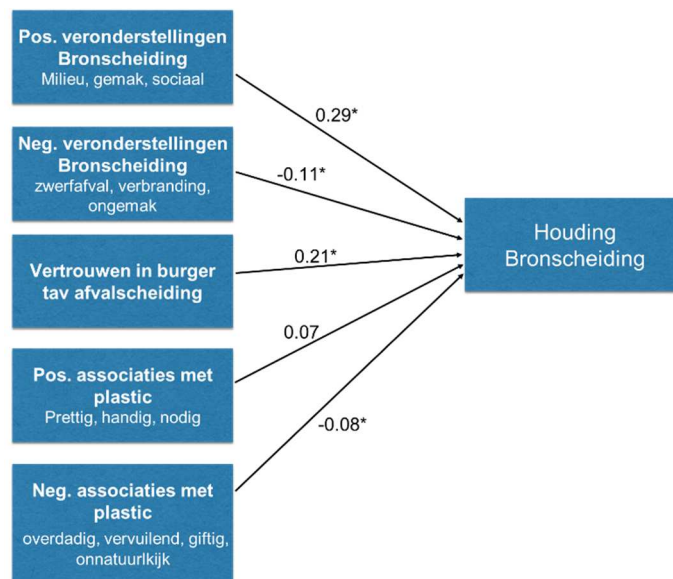 Pos. veronderstellingen
Bronscheiding
Milieu, gemak, sociaal
0.29*
Neg. veronderstellingen
Bronscheiding
zwerfafval, verbranding,
ongemak
-0.11*
Houding
Bronscheiding
Vertrouwen in burger
tav afvalscheiding
0.21*
Pos. associaties met
plastic
Prettig, handig, nodig
0.07
Neg. associaties met
plastic
overdadig, vervuilend, giftig,
onnatuurlkijk
-0.08*